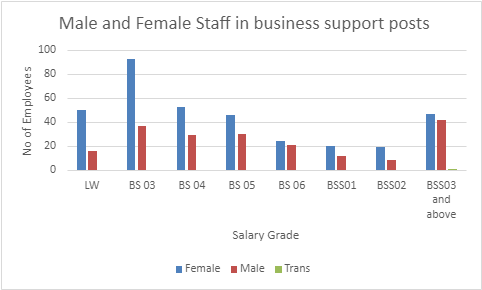 Male and Female Staff in business support posts
100
80
60
40
20
0
No of Employees
LW BS 03 BS 04 BS 05 BS 06 BSS01 BSS02 BSS03
and
above
Salary Grade
Female Male Trans